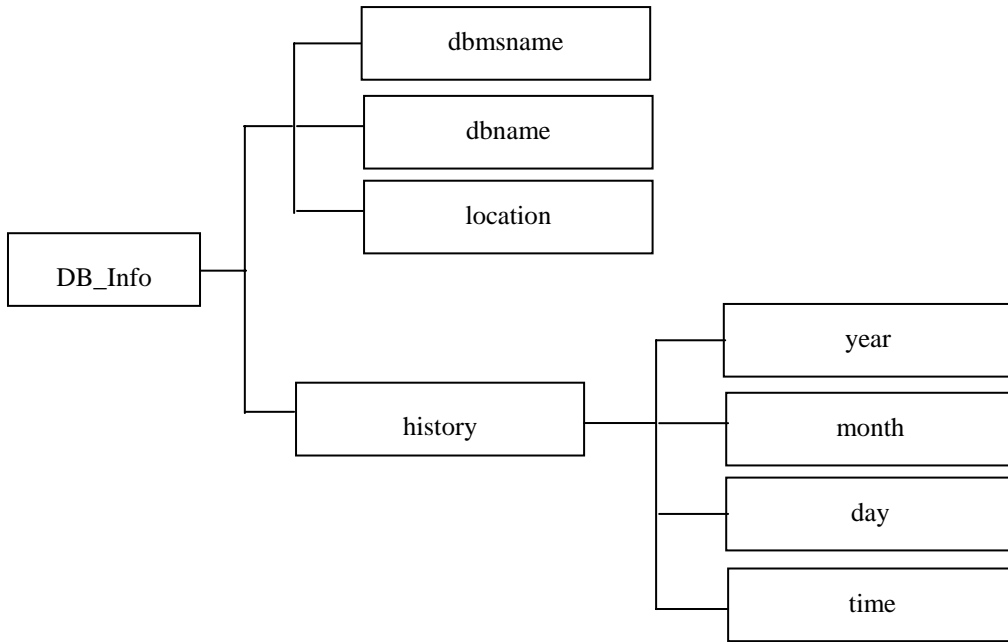 dbmsname
dbname
location
DB_Info
history
year
month
day
time